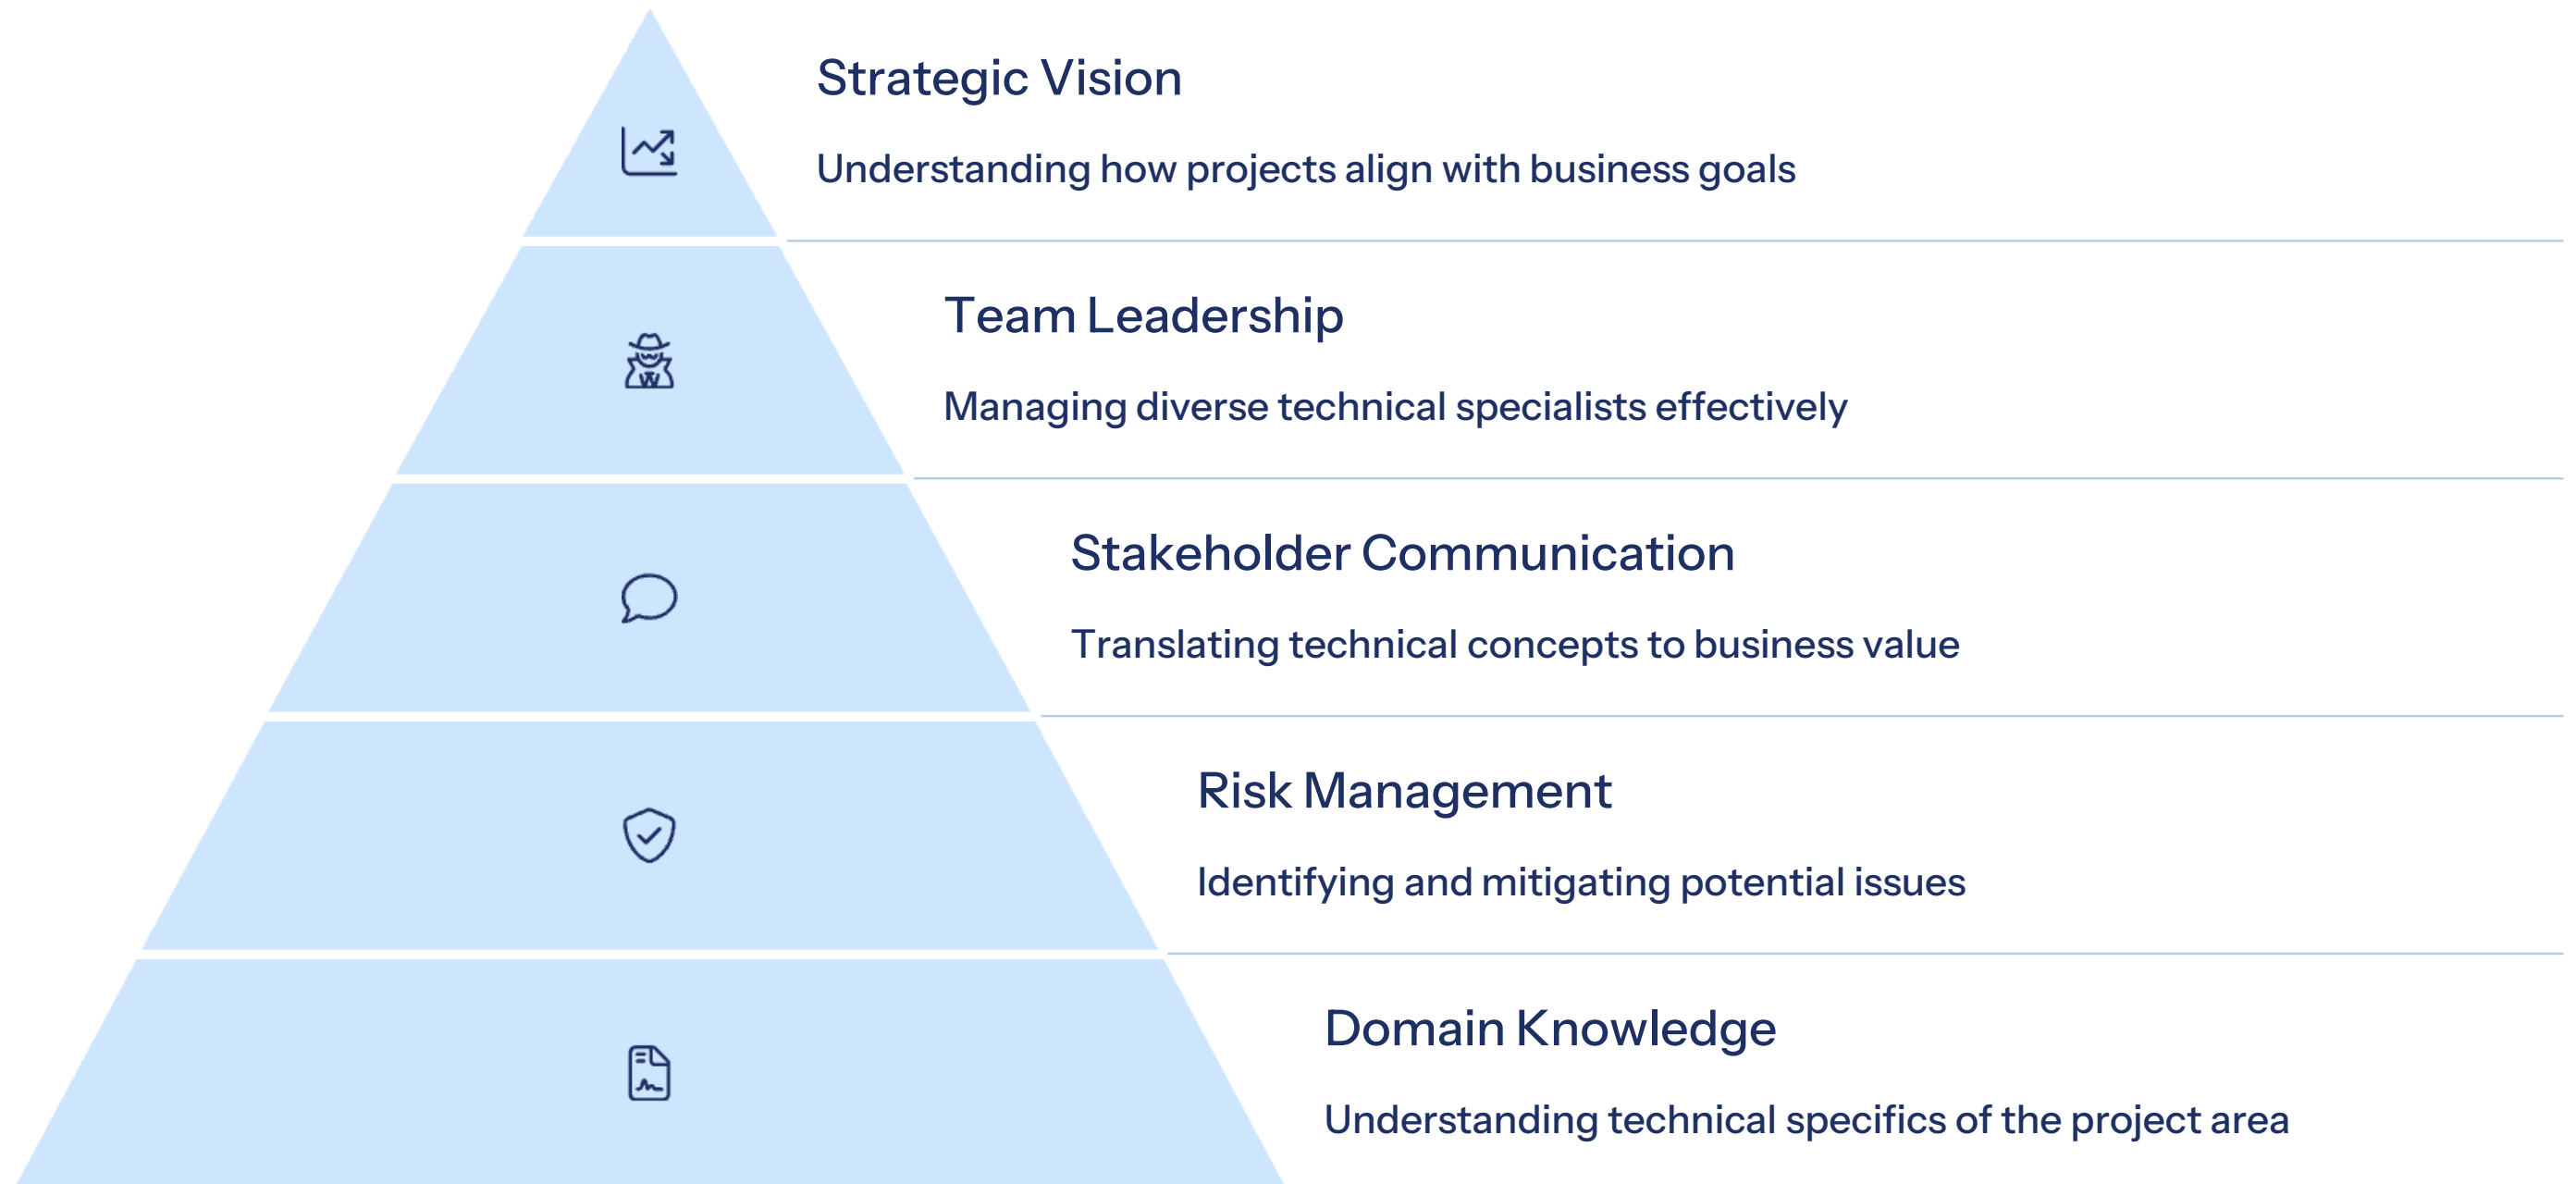 Strategic Vision
Understanding how projects align with business goals
Team Leadership
Managing diverse technical specialists effectively
Stakeholder Communication
Translating technical concepts to business value
Risk Management
Identifying and mitigating potential issues
Domain Knowledge
Understanding technical specifics of the project area